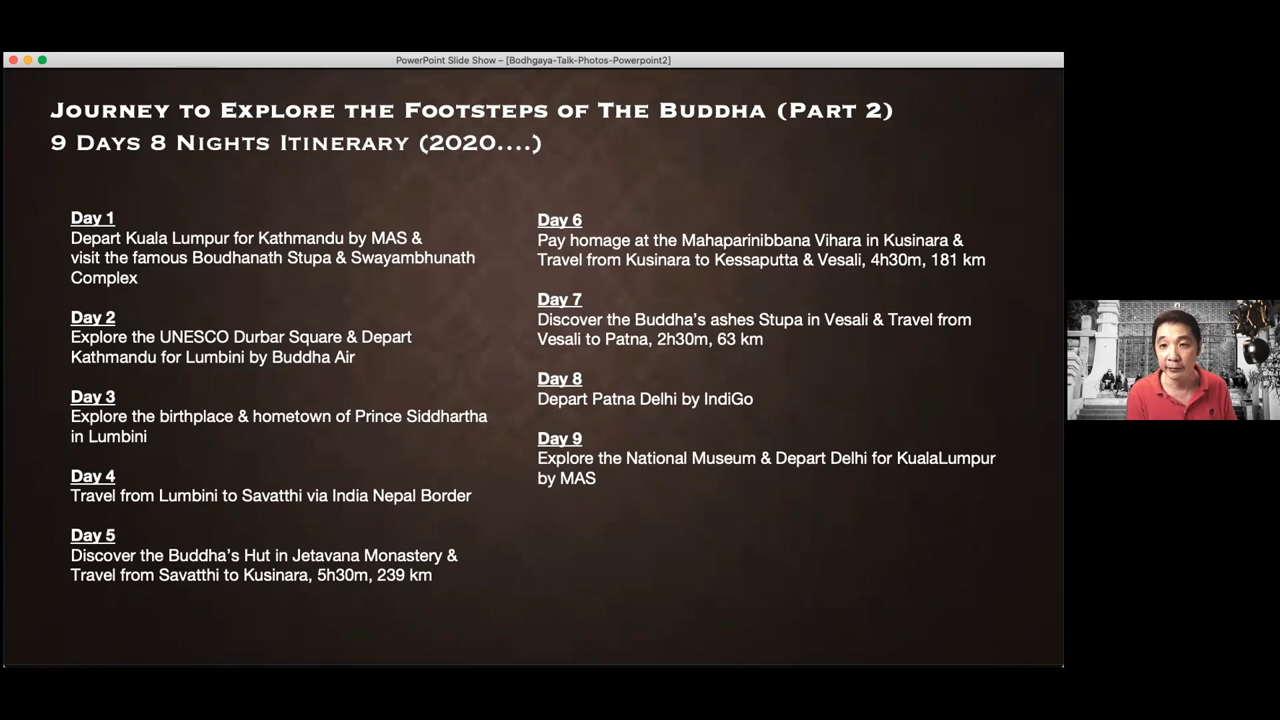 PowerPoint Slide Show – [Bodhgaya-Talk-Photos-Powerpoint2]
Journey to Explore the Footsteps of The Buddha (Part 2)
9 Days 8 Nights Itinerary (2020....)
Day 1
Depart Kuala Lumpur for Kathmandu by MAS &
visit the famous Boudhanath Stupa & Swayambhunath
Complex
Day 2
Explore the UNESCO Durbar Square & Depart
Kathmandu for Lumbini by Buddha Air
Day 3
Explore the birthplace & hometown of Prince Siddhartha
in Lumbini
Day 4
Travel from Lumbini to Savatthi via India Nepal Border
Day 5
Discover the Buddha’s Hut in Jetavana Monastery &
Travel from Savatthi to Kusinara, 5h30m, 239 km
Day 6
Pay homage at the Mahaparinibbana Vihara in Kusinara &
Travel from Kusinara to Kessaputta & Vesali, 4h30m, 181 km
Day 7
Discover the Buddha’s ashes Stupa in Vesali & Travel from
Vesali to Patna, 2h30m, 63 km
Day 8
Depart Patna Delhi by IndiGo
Day 9
Explore the National Museum & Depart Delhi for KualaLumpur
by MAS